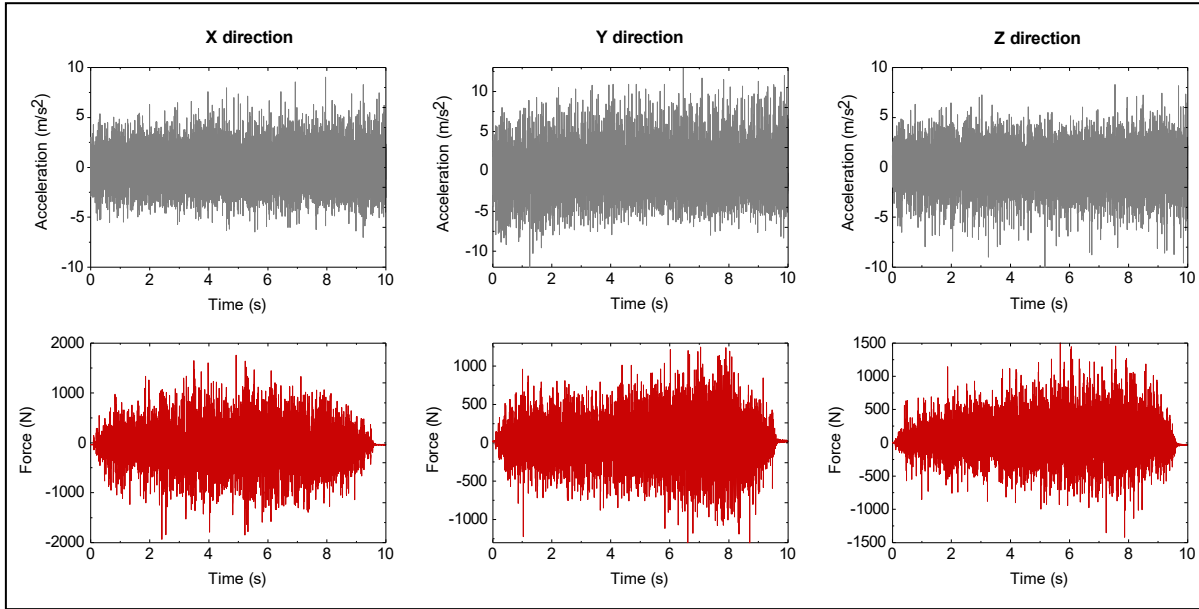 X direction
Y direction
Z direction
Acceleration (m/s²)
10
5
0
-5
-10
0 2 4 6 8 10
Time (s)
Acceleration (m/s²)
10
5
0
-5
-10
0 2 4 6 8 10
Time (s)
Acceleration (m/s²)
10
5
0
-5
-10
0 2 4 6 8 10
Time (s)
Force (N)
2000
1000
0
-1000
-2000
0 2 4 6 8 10
Time (s)
Force (N)
1000
500
0
-500
-1000
0 2 4 6 8 10
Time (s)
Force (N)
1500
1000
500
0
-500
-1000
-1500
0 2 4 6 8 10
Time (s)